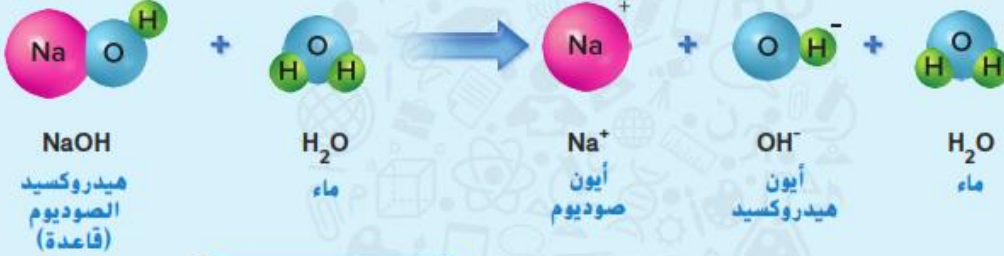 Na O H + O H H Na + + O H - + O H H
NaOH H₂O Na⁺ OH⁻ H₂O
هيدروكسيد
الصوديوم
(قاعدة)
ماء
أيون
صوديوم
أيون
هيدروكسيد
ماء